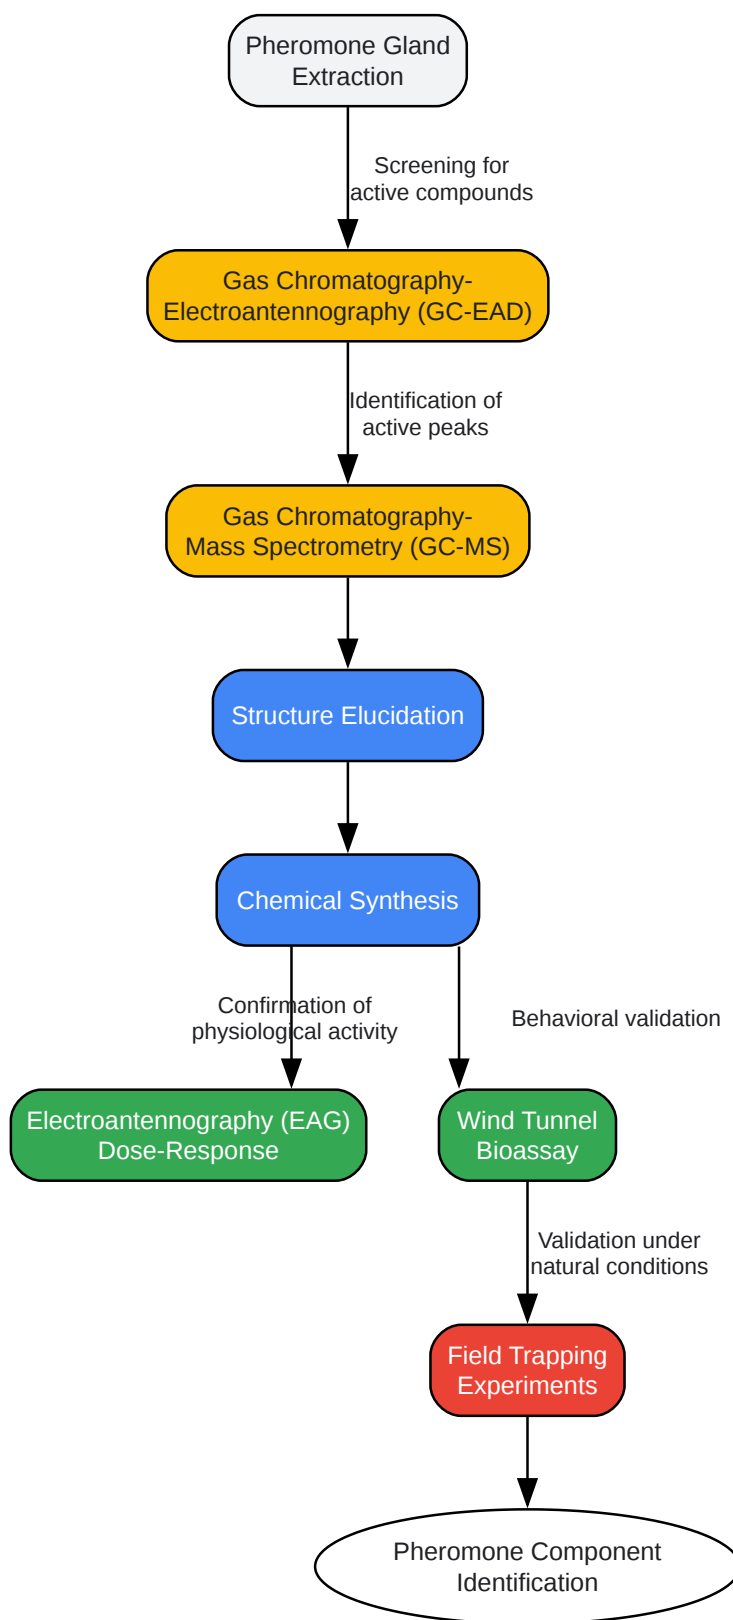 Pheromone Gland
Extraction
Screening for
active compounds
Gas Chromatography-
Electroantennography (GC-EAD)
Identification of
active peaks
Gas Chromatography-
Mass Spectrometry (GC-MS)
Structure Elucidation
Chemical Synthesis
Confirmation of
physiological activity
Behavioral validation
Electroantennography (EAG)
Dose-Response
Wind Tunnel
Bioassay
Validation under
natural conditions
Field Trapping
Experiments
Pheromone Component
Identification